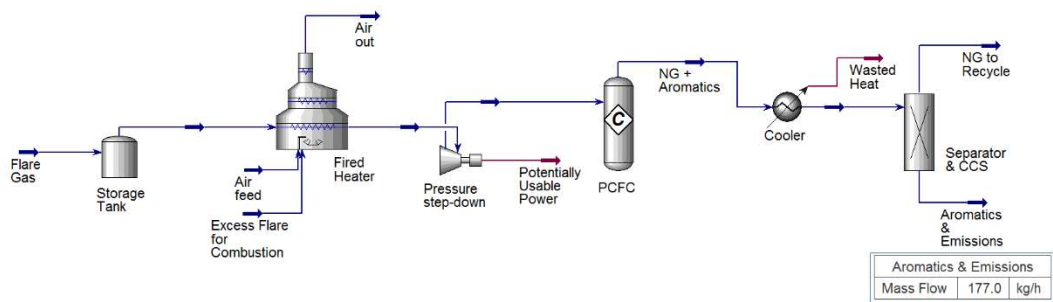 Air
out
NG +
Aromatics
Wasted
Heat
NG to
Recycle
Flare
Gas
Storage
Tank
Air
feed
Fired
Heater
Excess Flare
for
Combustion
Pressure
step-down
Potentially
Usable
Power
C
PCFC
Cooler
Separator
& CCS
Aromatics
&
Emissions
Aromatics & Emissions
Mass Flow 177.0 kg/h